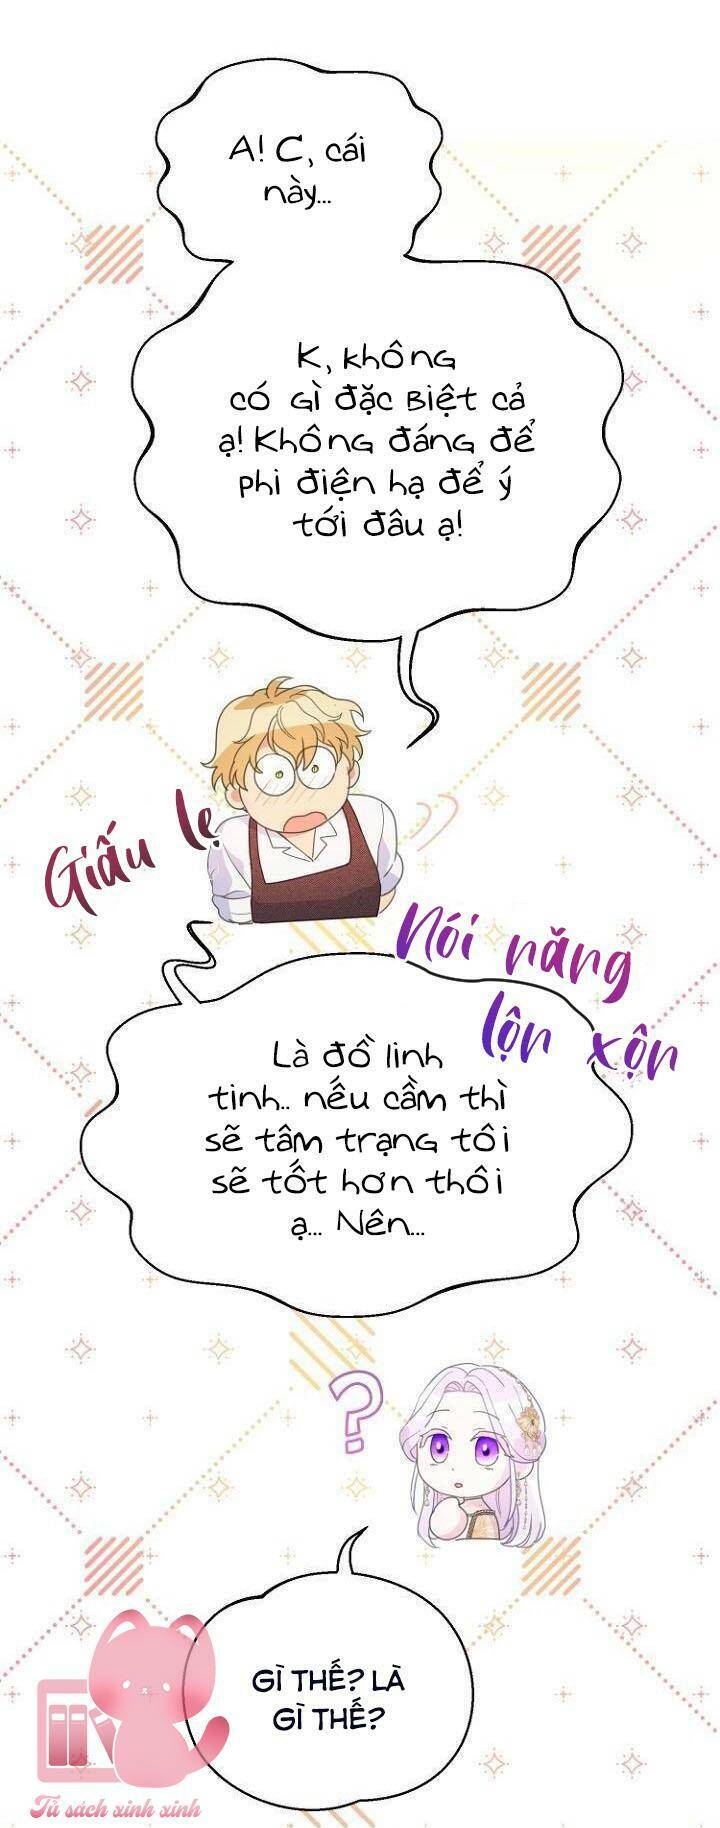 A! C, cái
này...
K, không
có gì đặc biệt cả
ạ! Không đáng để
phi điện hạ để ý
tới đâu ạ!
Giấu lẹ
Nói năng
lộn xộn
Là đồ linh
tinh.. nếu cầm thì
sẽ tâm trạng tôi
sẽ tốt hơn thôi
ạ... Nên...
?
GÌ THẾ? LÀ
GÌ THẾ?
Tủ sách xinh xinh